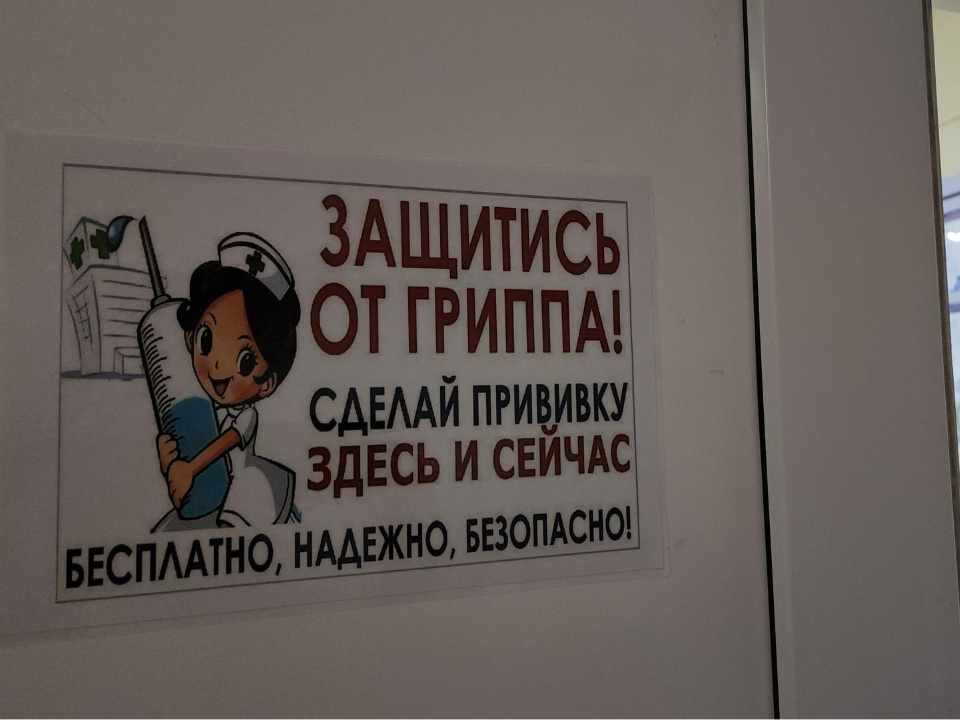 ЗАЩИТИСЬ
ОТ ГРИППА!
СДЕЛАЙ ПРИВИВКУ
ЗДЕСЬ И СЕЙЧАС
БЕСПЛАТНО, НАДЕЖНО, БЕЗОПАСНО!